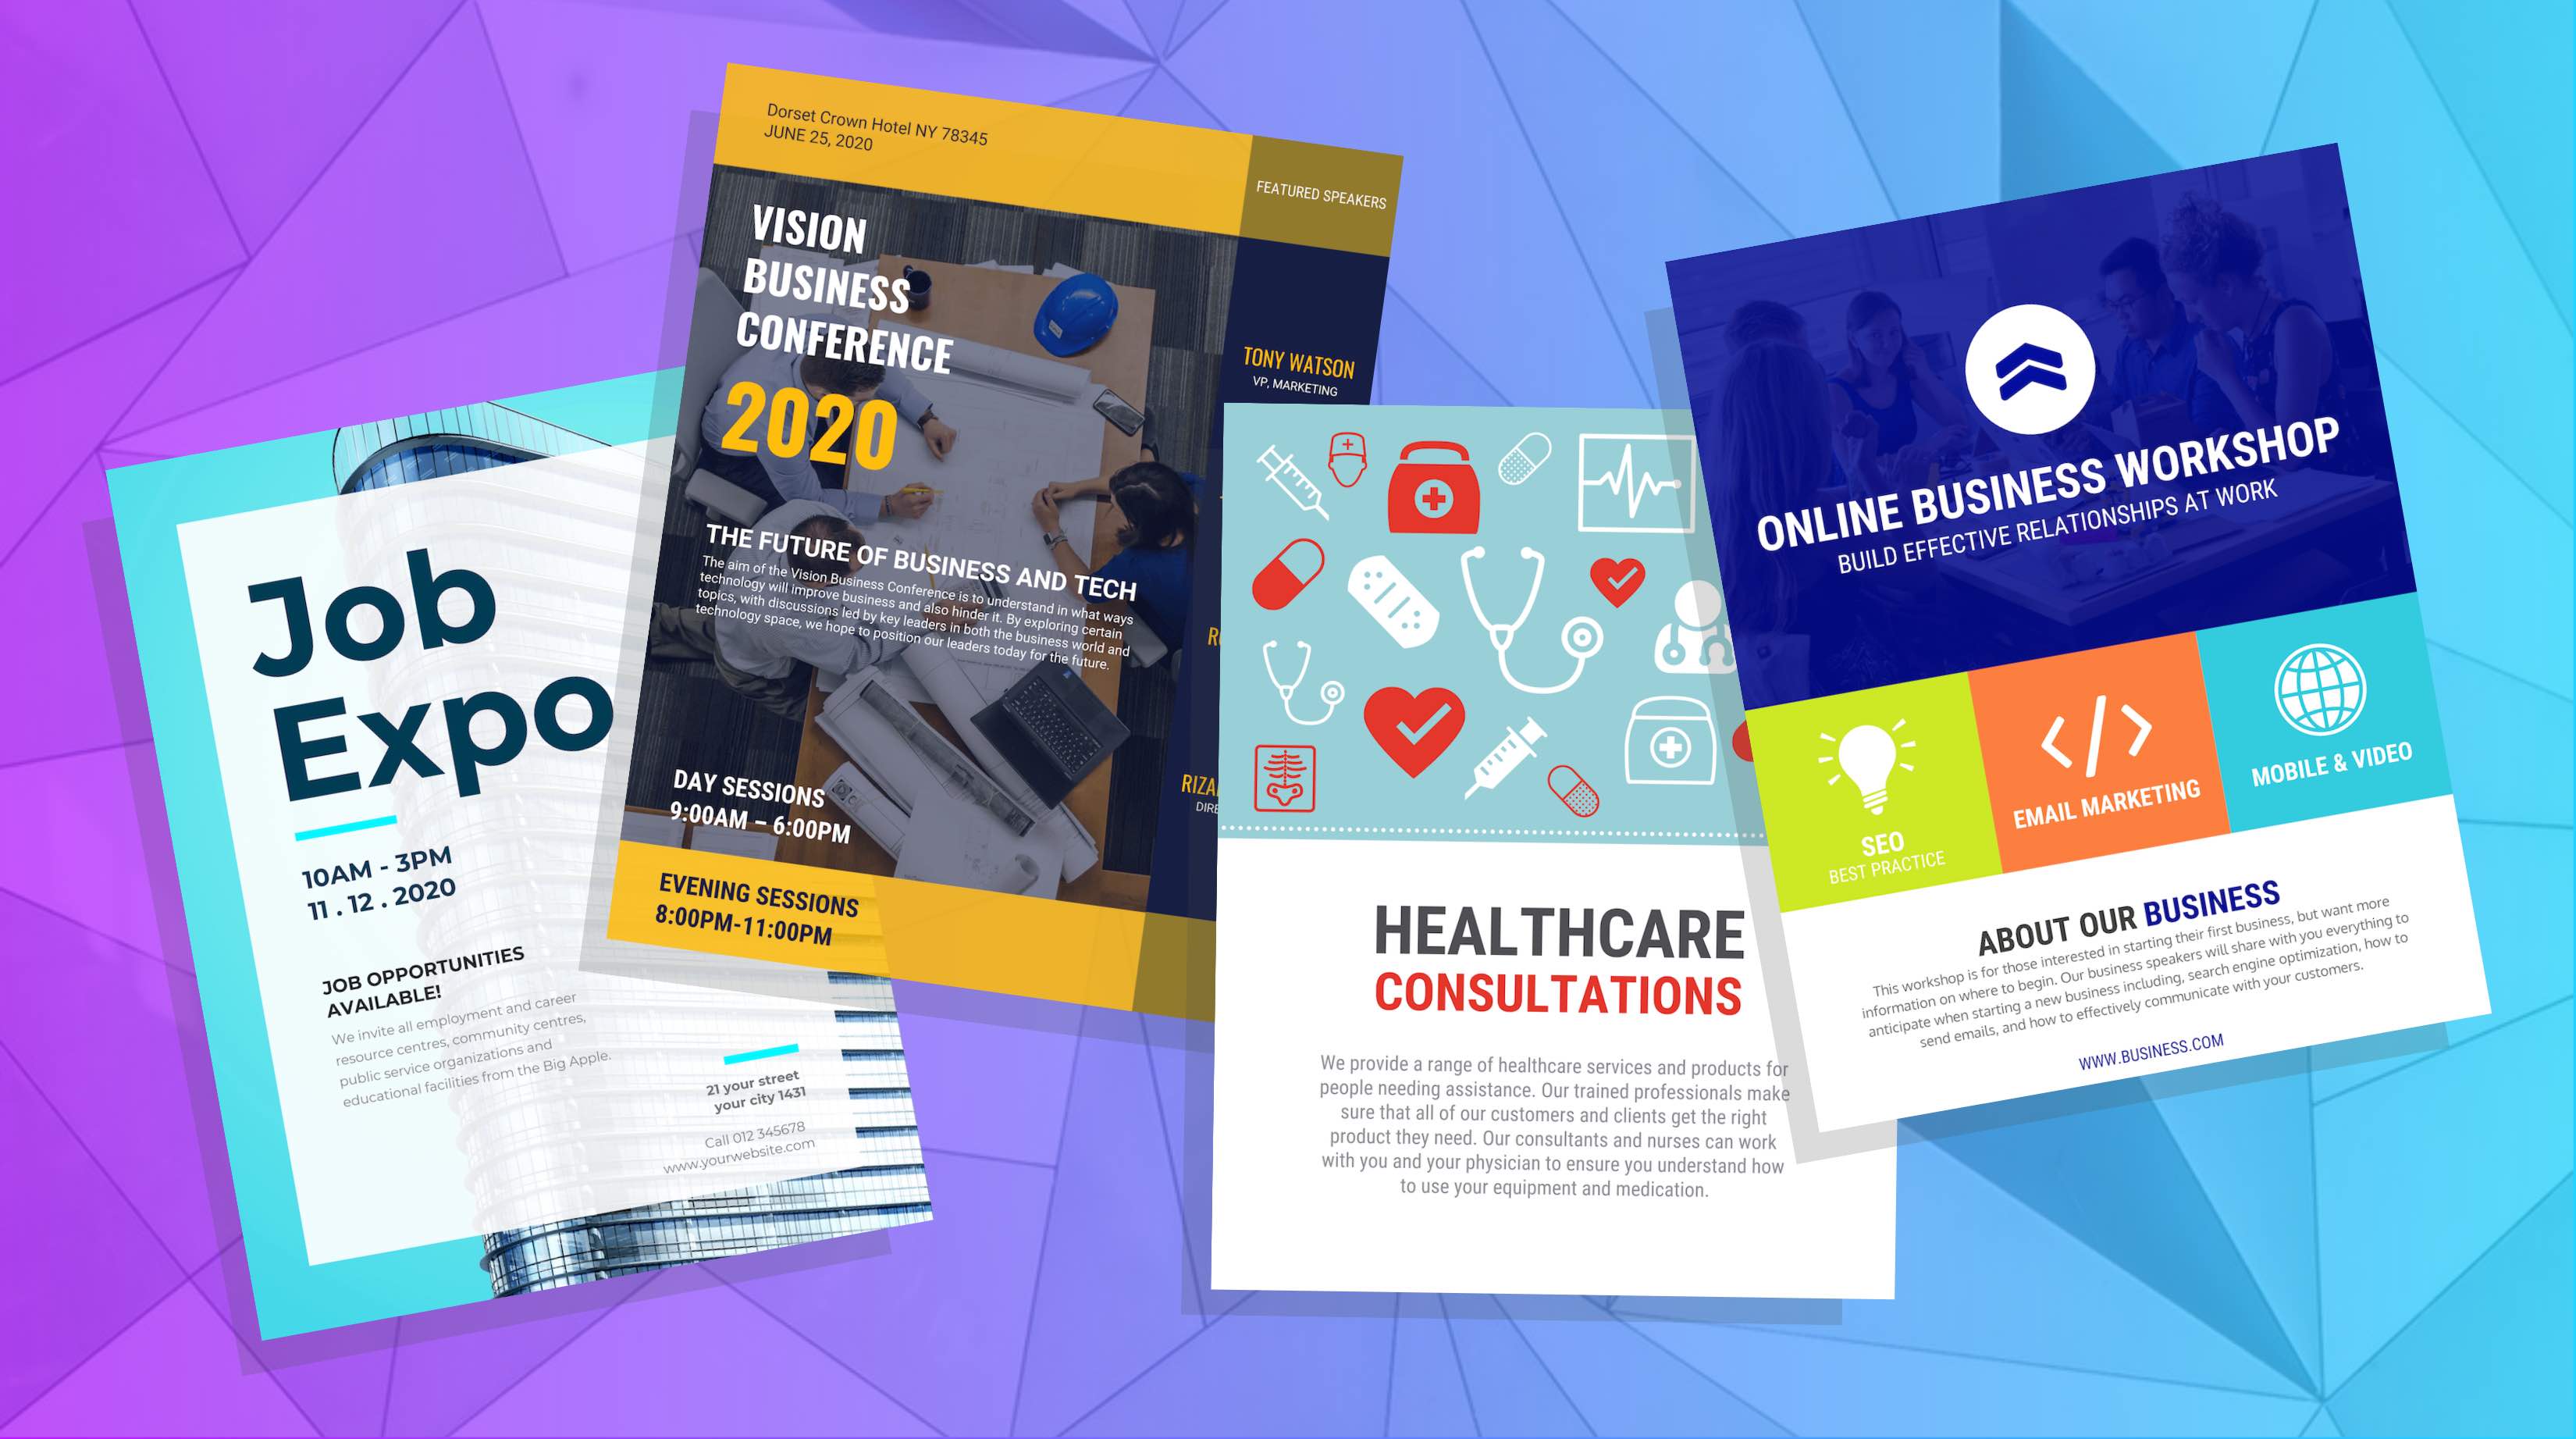 Job
Expo
10AM - 3PM
11 . 12 . 2020
JOB OPPORTUNITIES
AVAILABLE!
We invite all employment and career
resource centres, community centres,
public service organizations and
educational facilities from the Big Apple.
21 your street
your city 1431
Call 012 345678
www.yourwebsite.com
Dorset Crown Hotel NY 78345
JUNE 25, 2020
VISION
BUSINESS
CONFERENCE
2020
THE FUTURE OF BUSINESS AND TECH
The aim of the Vision Business Conference is to understand in what ways
technology will improve business and also hinder it. By exploring certain
topics, with discussions led by key leaders in both the business world and
technology space, we hope to position our leaders today for the future.
DAY SESSIONS
9:00AM – 6:00PM
EVENING SESSIONS
8:00PM-11:00PM
FEATURED SPEAKERS
TONY WATSON
VP, MARKETING
HEALTHCARE
CONSULTATIONS
We provide a range of healthcare services and products for
people needing assistance. Our trained professionals make
sure that all of our customers and clients get the right
product they need. Our consultants and nurses can work
with you and your physician to ensure you understand how
to use your equipment and medication.
ONLINE BUSINESS WORKSHOP
BUILD EFFECTIVE RELATIONSHIPS AT WORK
SEO
BEST PRACTICE
EMAIL MARKETING
MOBILE & VIDEO
ABOUT OUR BUSINESS
This workshop is for those interested in starting their first business, but want more
information on where to begin. Our business speakers will share with you everything to
anticipate when starting a new business including, search engine optimization, how to
send emails, and how to effectively communicate with your customers.
WWW.BUSINESS.COM